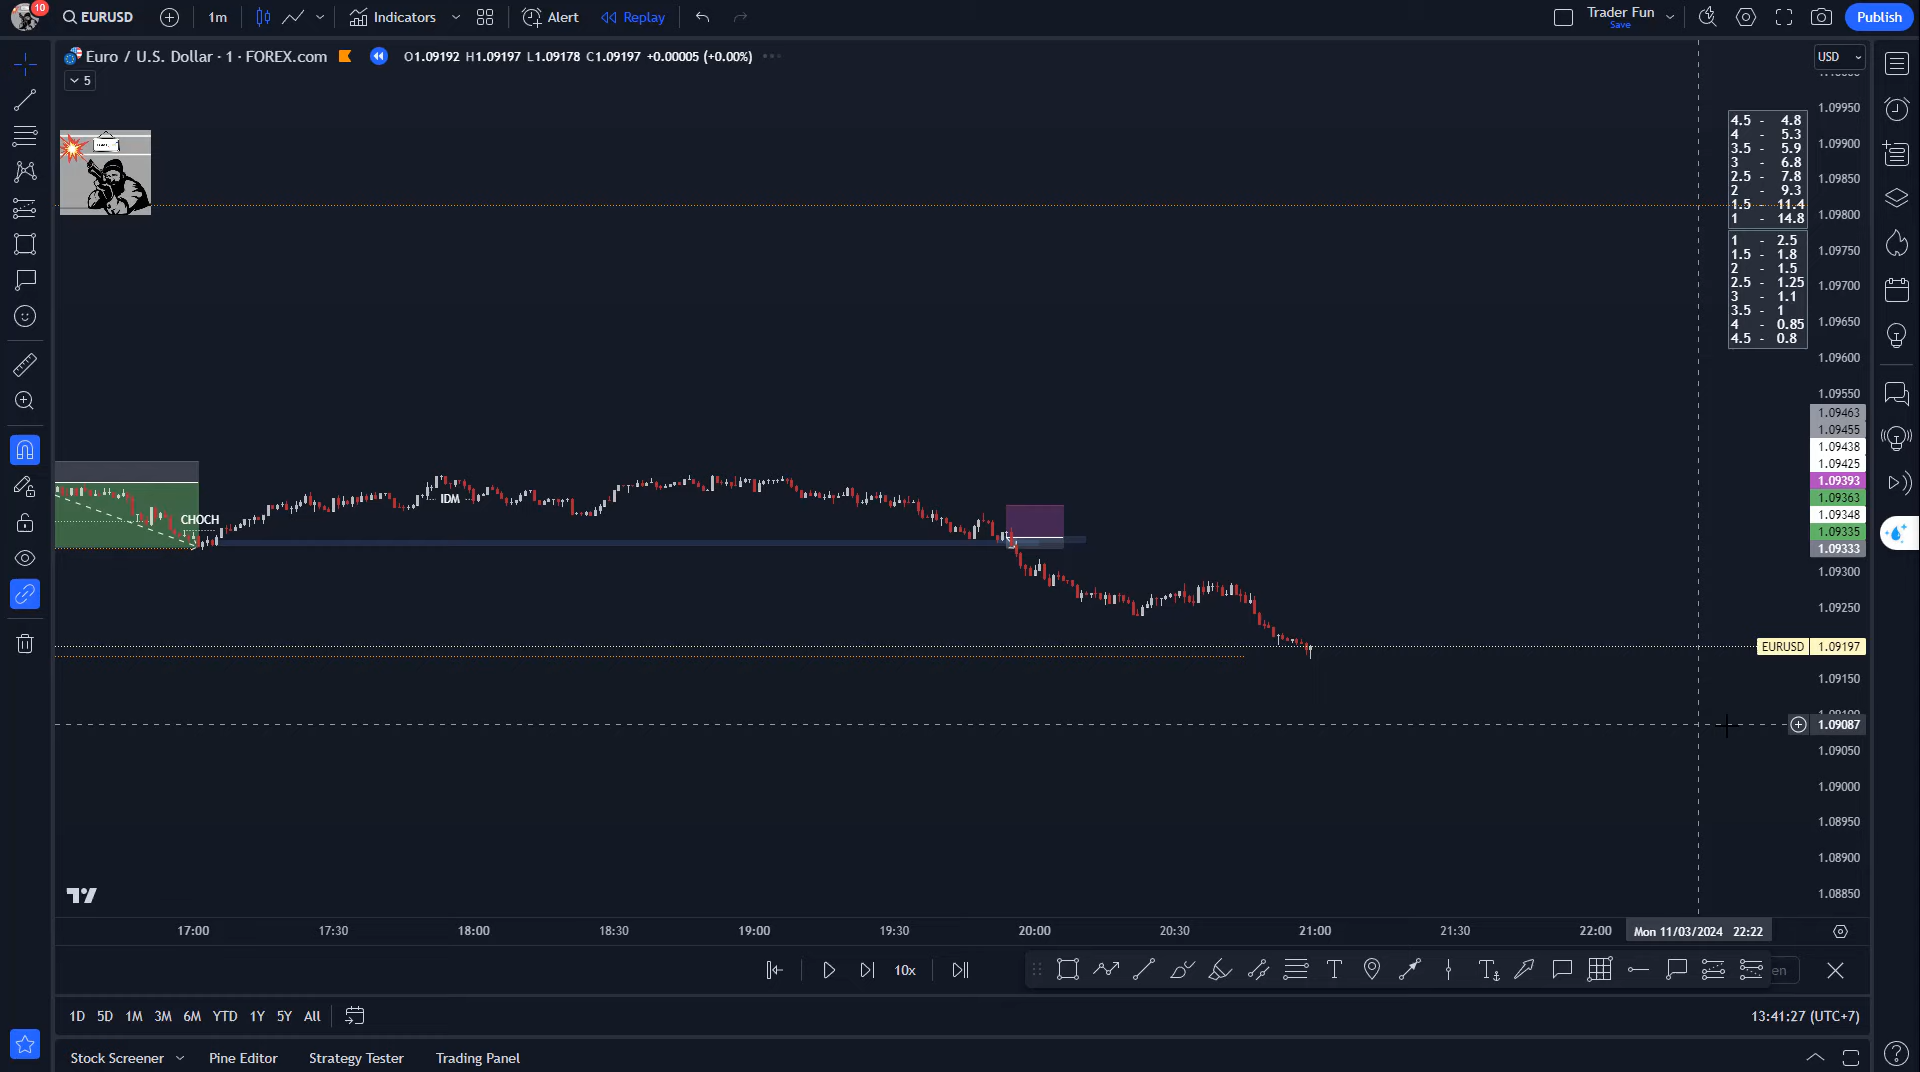 10
EURUSD
1m
Indicators
Alert
Replay
Trader Fun
Save
Publish
Euro / U.S. Dollar · 1 · FOREX.com
O1.09192 H1.09197 L1.09178 C1.09197 +0.00005 (+0.00%)
USD
5
1.09950
1.09900
1.09850
1.09800
1.09750
1.09700
1.09650
1.09600
1.09550
4.5 - 4.8
4 - 5.3
3.5 - 5.9
3 - 6.8
2.5 - 7.8
2 - 9.3
1.5 - 11.4
1 - 14.8
1 - 2.5
1.5 - 1.8
2 - 1.5
2.5 - 1.25
3 - 1.1
3.5 - 1
4 - 0.85
4.5 - 0.8
1.09463
1.09455
1.09438
1.09425
1.09393
1.09363
1.09348
1.09335
1.09333
IDM
CHOCH
1.09300
1.09250
EURUSD 1.09197
1.09150
1.09087
1.09050
1.09000
1.08950
1.08900
1.08850
17:00
17:30
18:00
18:30
19:00
19:30
20:00
20:30
21:00
21:30
22:00
Mon 11/03/2024 22:22
10x
en
1D 5D 1M 3M 6M YTD 1Y 5Y All
13:41:27 (UTC+7)
Stock Screener
Pine Editor
Strategy Tester
Trading Panel